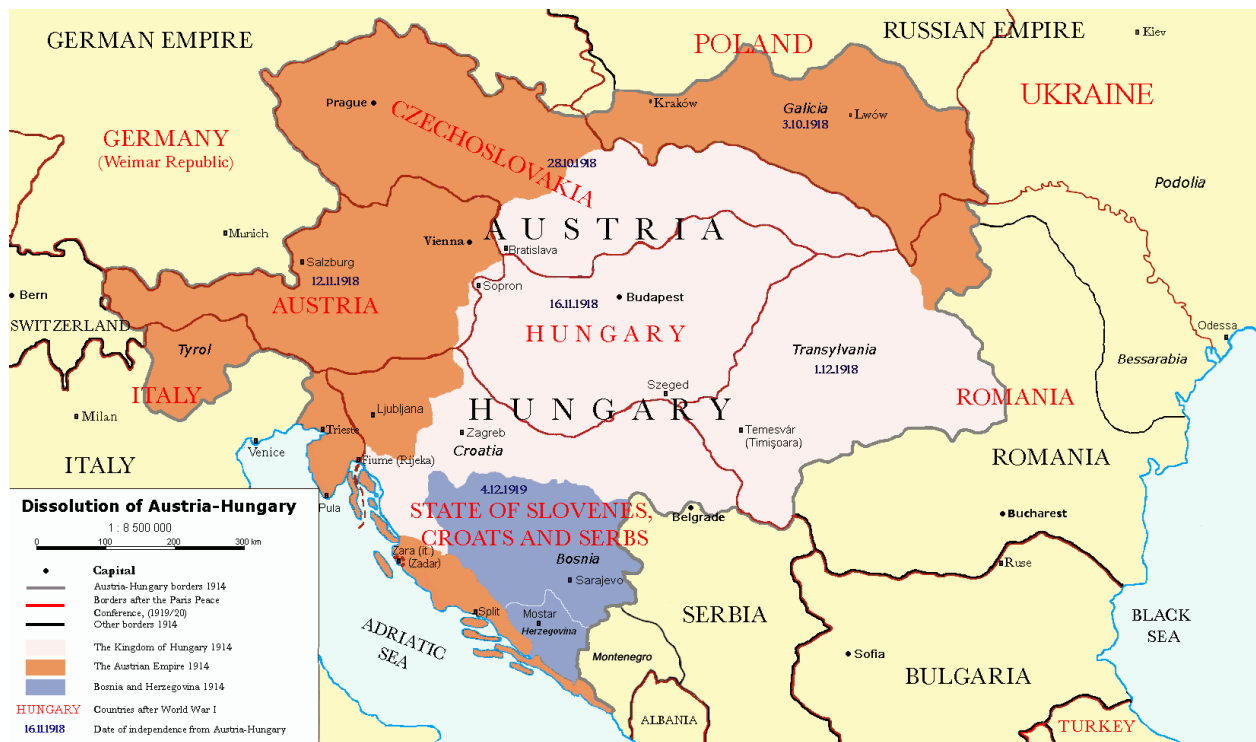 GERMAN EMPIRE
POLAND
RUSSIAN EMPIRE
Kiev
UKRAINE
Prague
Kraków
Galicia
3.10.1918
Lwów
CZECHOSLOVAKIA
GERMANY
(Weimar Republic)
28.10.1918
Podolia
Munich
Vienna
AUSTRIA
Bratislava
Salzburg
12.11.1918
AUSTRIA
Sopron
16.11.1918
Budapest
HUNGARY
Bern
SWITZERLAND
Tyrol
Odessa
Bessarabia
Transylvania
1.12.1918
ITALY
Szeged
ROMANIA
Milan
Ljubljana
HUNGARY
Trieste
Zagreb
Croatia
Temesvár
(Timişoara)
Venice
ITALY
Fiume (Rijeka)
ROMANIA
4.12.1919
Pula
STATE OF SLOVENES,
CROATS AND SERBS
Belgrade
Bucharest
Zara (it.)
(Zadar)
Bosnia
Ruse
Sarajevo
Split
Mostar
Herzegovina
SERBIA
BLACK
SEA
ADRIATIC
SEA
Montenegro
Sofia
BULGARIA
ALBANIA
TURKEY
Dissolution of Austria-Hungary
1 : 8 500 000
0 100 200 300 km
Capital
Austria-Hungary borders 1914
Borders after the Paris Peace
Conference, (1919/20)
Other borders 1914
The Kingdom of Hungary 1914
The Austrian Empire 1914
Bosnia and Herzegovina 1914
HUNGARY Countries after World War I
16.11.1918 Date of independence from Austria-Hungary